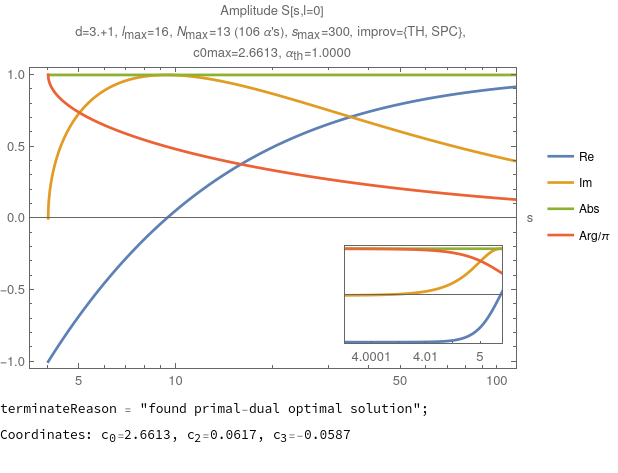 Amplitude S[s,l=0]
d=3.+1, lmax=16, Nmax=13 (106 α's), smax=300, improv={TH, SPC},
c0max=2.6613, αth=1.0000
1.0
0.5
0.0
-0.5
-1.0
s
Re
Im
Abs
Arg/π
4.0001 4.01 5
5 10 50 100
terminateReason = "found primal-dual optimal solution";
Coordinates: c0=2.6613, c2=0.0617, c3=-0.0587